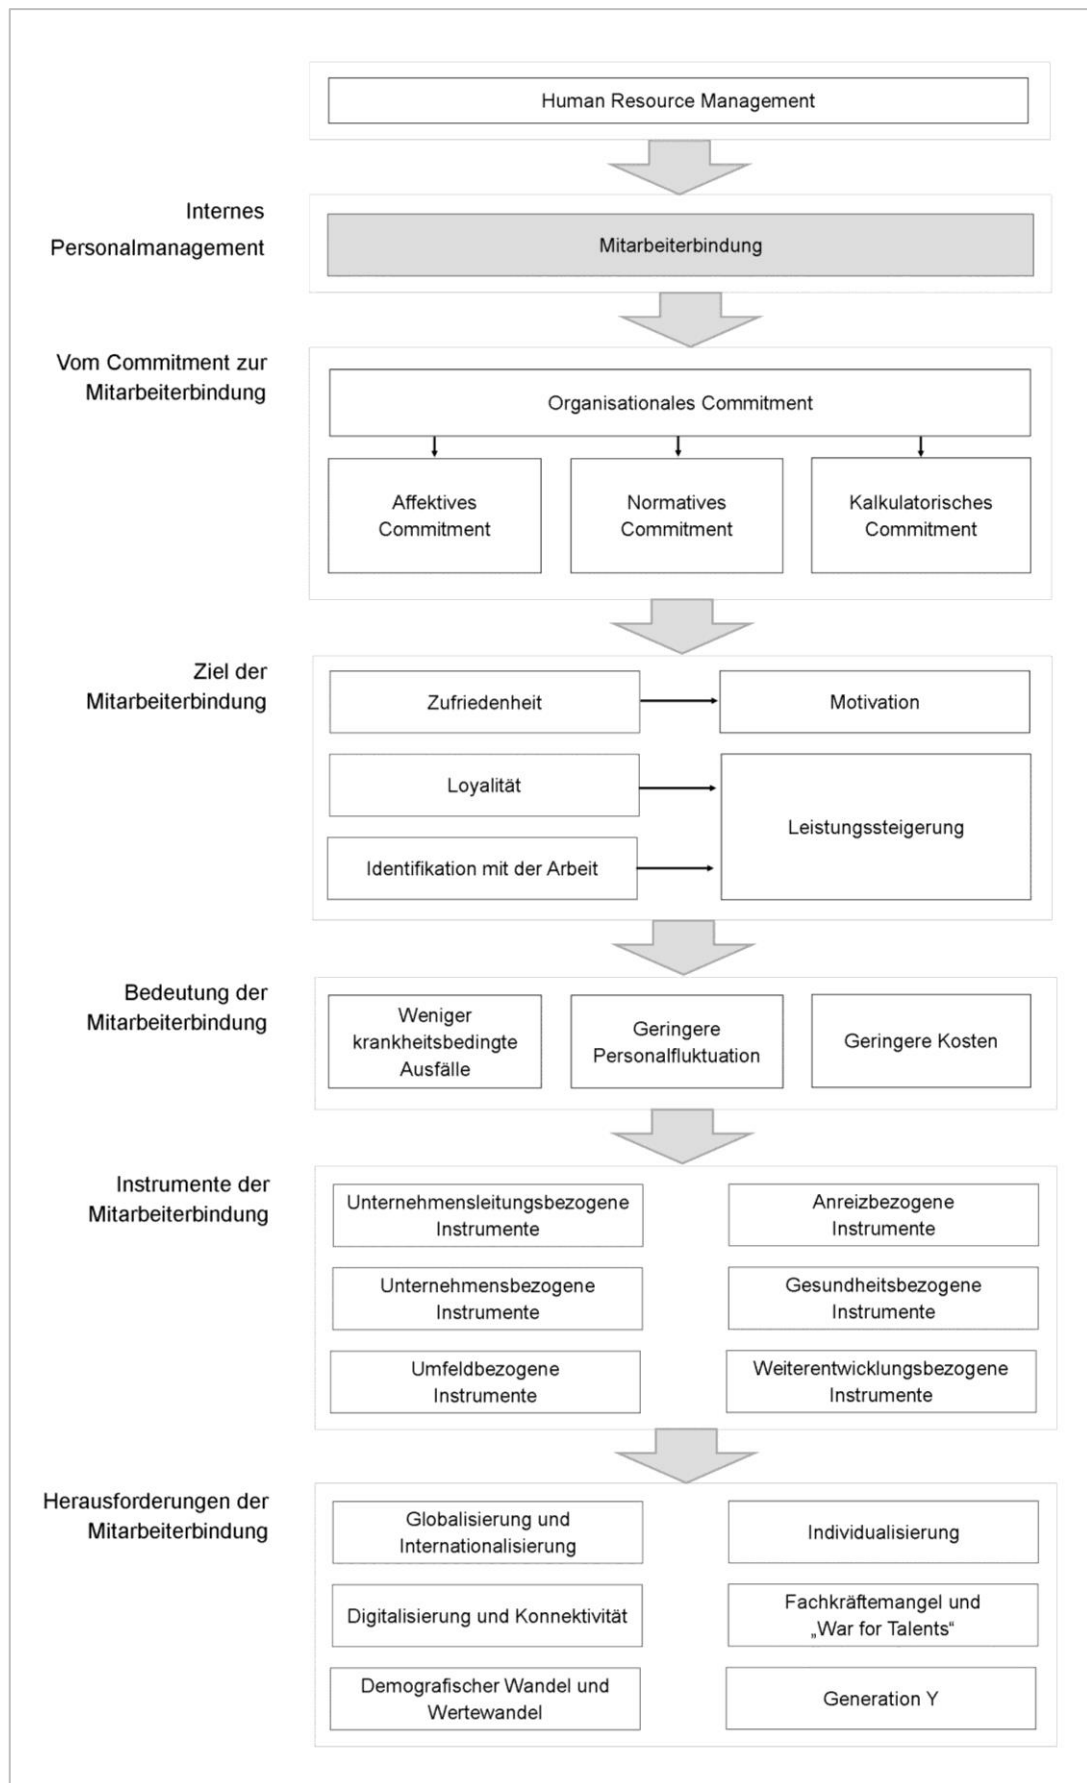 Human Resource Management
Internes
Personalmanagement
Mitarbeiterbindung
Vom Commitment zur
Mitarbeiterbindung
Organisationales Commitment
Affektives
Commitment
Normatives
Commitment
Kalkulatorisches
Commitment
Ziel der
Mitarbeiterbindung
Zufriedenheit
Motivation
Loyalität
Leistungssteigerung
Identifikation mit der Arbeit
Bedeutung der
Mitarbeiterbindung
Weniger
krankheitsbedingte
Ausfälle
Geringere
Personalfluktuation
Geringere Kosten
Instrumente der
Mitarbeiterbindung
Unternehmensleitungsbezogene
Instrumente
Anreizbezogene
Instrumente
Unternehmensbezogene
Instrumente
Gesundheitsbezogene
Instrumente
Umfeldbezogene
Instrumente
Weiterentwicklungsbezogene
Instrumente
Herausforderungen der
Mitarbeiterbindung
Globalisierung und
Internationalisierung
Individualisierung
Digitalisierung und Konnektivität
Fachkräftemangel und
„War for Talents“
Demografischer Wandel und
Wertewandel
Generation Y